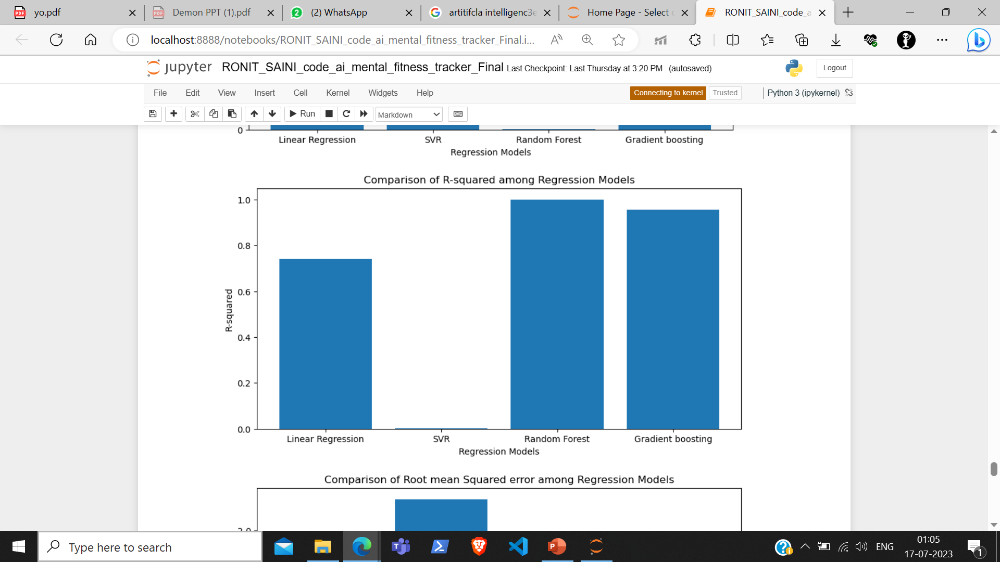 yo.pdf
Demon PPT (1).pdf
(2) WhatsApp
artitifcla intelligenc3e
Home Page - Select
RONIT_SAINI_code_a
localhost:8888/notebooks/RONIT_SAINI_code_ai_mental_fitness_tracker_Final.i...
jupyter RONIT_SAINI_code_ai_mental_fitness_tracker_Final Last Checkpoint: Last Thursday at 3:20 PM (autosaved)
Logout
File Edit View Insert Cell Kernel Widgets Help
Connecting to kernel Trusted Python 3 (ipykernel)
Run
Markdown
0
Linear Regression SVR Random Forest Gradient boosting
Regression Models
Comparison of R-squared among Regression Models
1.0
0.8
0.6
0.4
0.2
0.0
R-squared
Linear Regression SVR Random Forest Gradient boosting
Regression Models
Comparison of Root mean Squared error among Regression Models
Type here to search
ENG
01:05
17-07-2023
1